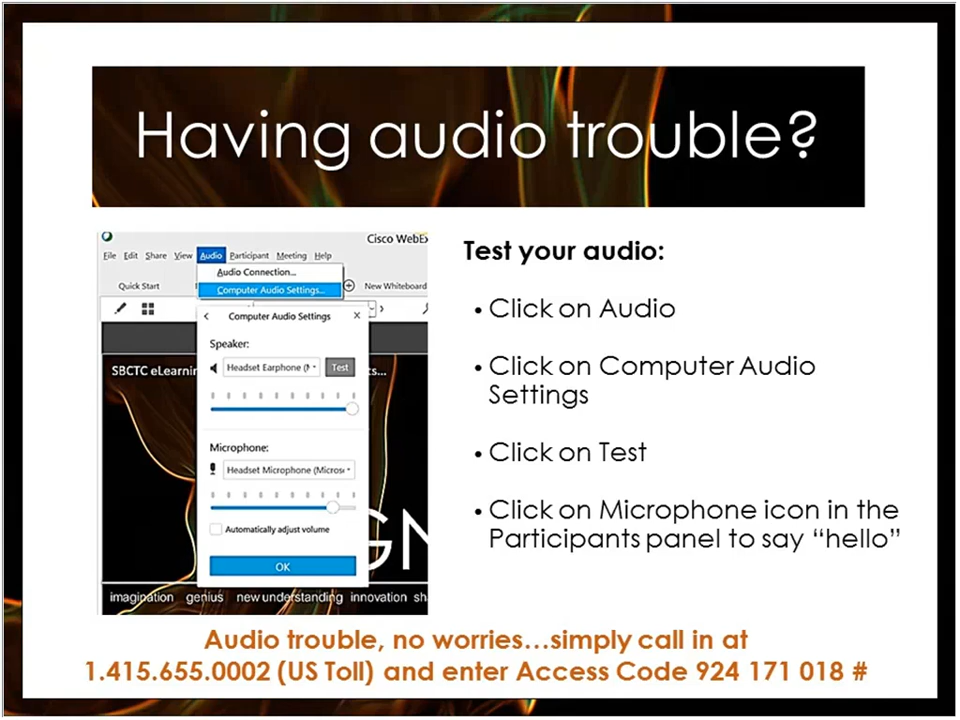 Having audio trouble?
Cisco WebEx
File Edit Share View Audio Participant Meeting Help
Audio Connection...
Quick Start
Computer Audio Settings...
New Whiteboard
Computer Audio Settings
Speaker:
SBCTC eLearnin
Headset Earphone (M
Test
ts...
Microphone:
Headset Microphone (Micros
Automatically adjust volume
GN
OK
imagination genius new understanding innovation sh
Test your audio:
• Click on Audio
• Click on Computer Audio
Settings
• Click on Test
• Click on Microphone icon in the
Participants panel to say “hello”
Audio trouble, no worries…simply call in at
1.415.655.0002 (US Toll) and enter Access Code 924 171 018 #